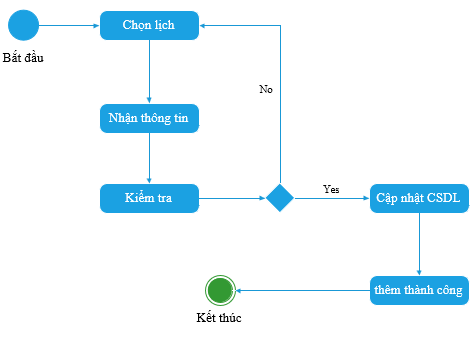 Chọn lịch
Bắt đầu
No
Nhận thông tin
Kiểm tra
Yes
Cập nhật CSDL
thêm thành công
Kết thúc